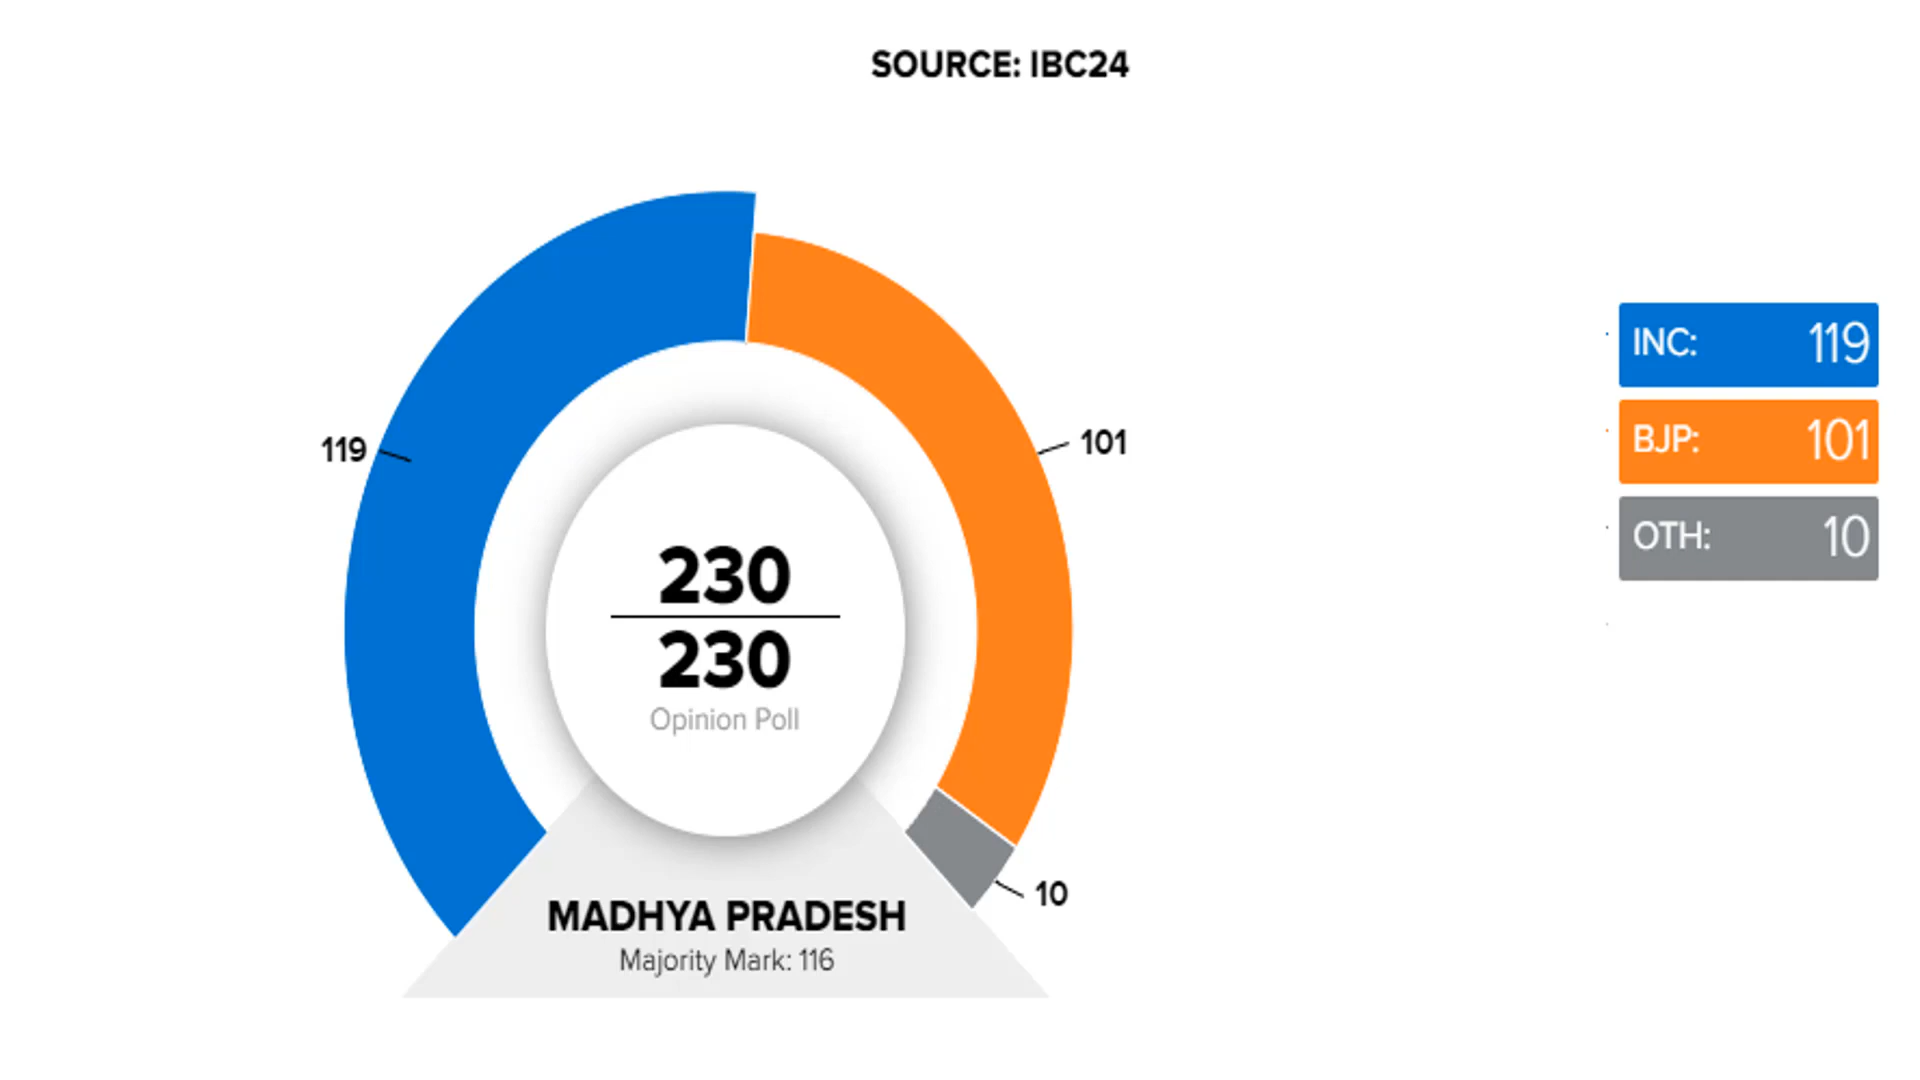 SOURCE: IBC24
119
101
230
230
Opinion Poll
10
MADHYA PRADESH
Majority Mark: 116
INC: 119
BJP: 101
OTH: 10